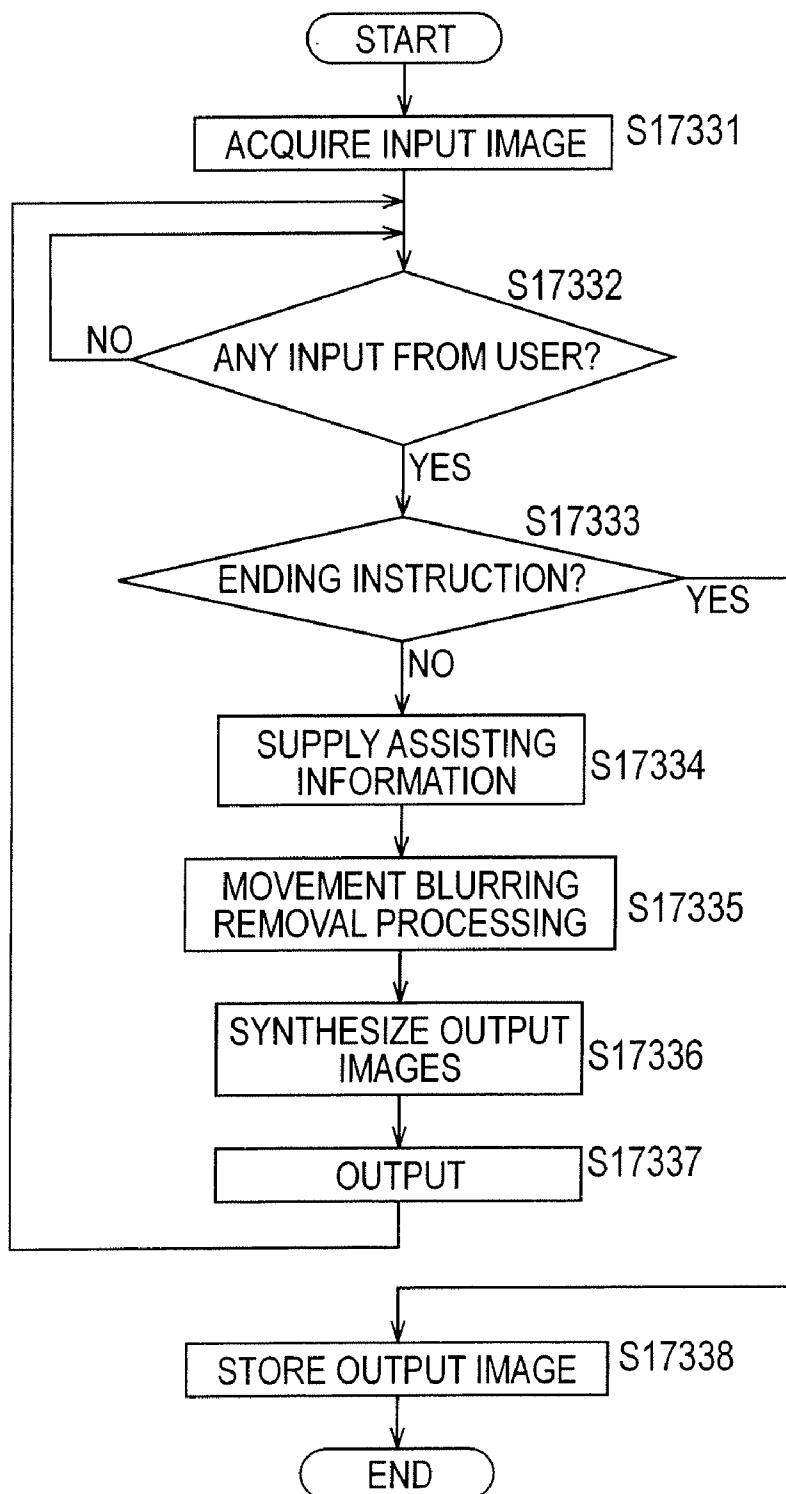 START
ACQUIRE INPUT IMAGE
S17331
S17332
NO
ANY INPUT FROM USER?
YES
S17333
ENDING INSTRUCTION?
YES
NO
SUPPLY ASSISTING
INFORMATION
S17334
MOVEMENT BLURRING
REMOVAL PROCESSING
S17335
SYNTHESIZE OUTPUT
IMAGES
S17336
OUTPUT
S17337
STORE OUTPUT IMAGE
S17338
END